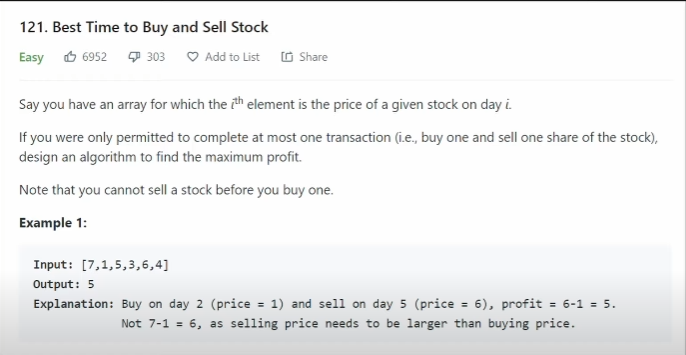 121. Best Time to Buy and Sell Stock
Easy 6952 303 Add to List Share
Say you have an array for which the ith element is the price of a given stock on day i.
If you were only permitted to complete at most one transaction (i.e., buy one and sell one share of the stock),
design an algorithm to find the maximum profit.
Note that you cannot sell a stock before you buy one.
Example 1:
Input: [7,1,5,3,6,4]
Output: 5
Explanation: Buy on day 2 (price = 1) and sell on day 5 (price = 6), profit = 6-1 = 5.
Not 7-1 = 6, as selling price needs to be larger than buying price.